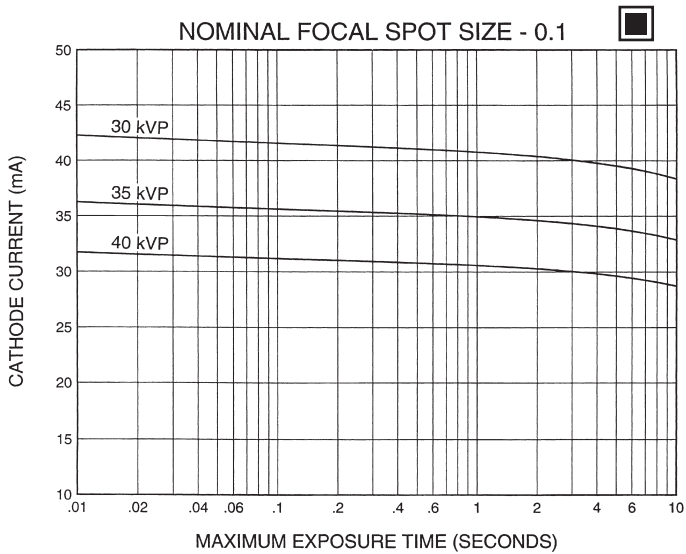 NOMINAL FOCAL SPOT SIZE - 0.1
50
45
30 kVP
40
35 kVP
35
40 kVP
30
25
20
15
10
CATHODE CURRENT (mA)
.01 .02 .04 .06 .1 .2 .4 .6 1 2 4 6 10
MAXIMUM EXPOSURE TIME (SECONDS)